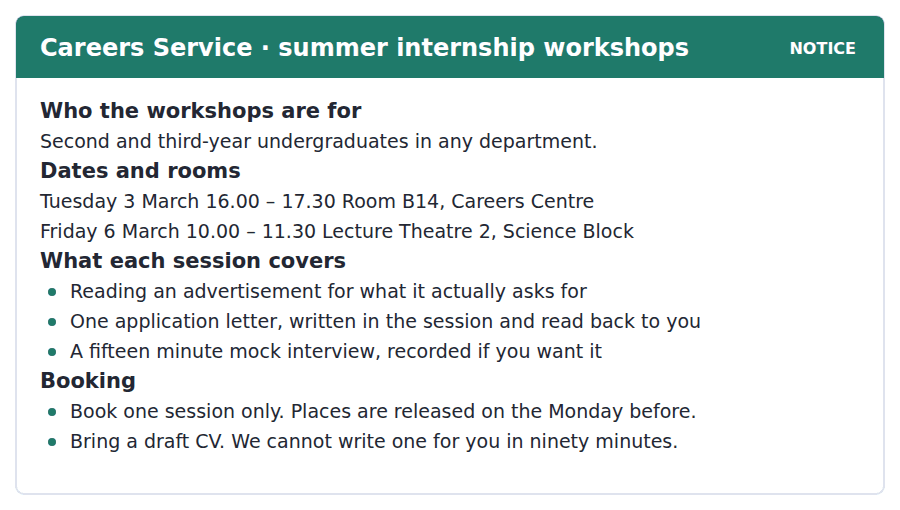 Careers Service · summer internship workshops
NOTICE
Who the workshops are for
Second and third-year undergraduates in any department.
Dates and rooms
Tuesday 3 March 16.00 – 17.30 Room B14, Careers Centre
Friday 6 March 10.00 – 11.30 Lecture Theatre 2, Science Block
What each session covers
Reading an advertisement for what it actually asks for
One application letter, written in the session and read back to you
A fifteen minute mock interview, recorded if you want it
Booking
Book one session only. Places are released on the Monday before.
Bring a draft CV. We cannot write one for you in ninety minutes.